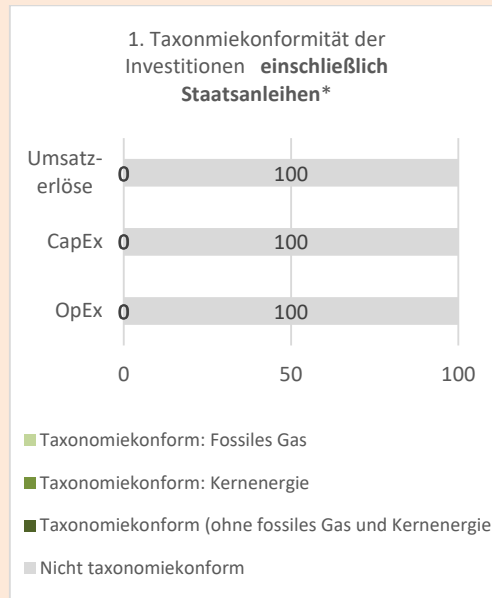 1. Taxonmiekonformität der
Investitionen einschließlich
Staatsanleihen*
Umsatz-
erlöse
0 100
CapEx 0 100
OpEx 0 100
0 50 100
Taxonomiekonform: Fossiles Gas
Taxonomiekonform: Kernenergie
Taxonomiekonform (ohne fossiles Gas und Kernenergie
Nicht taxonomiekonform